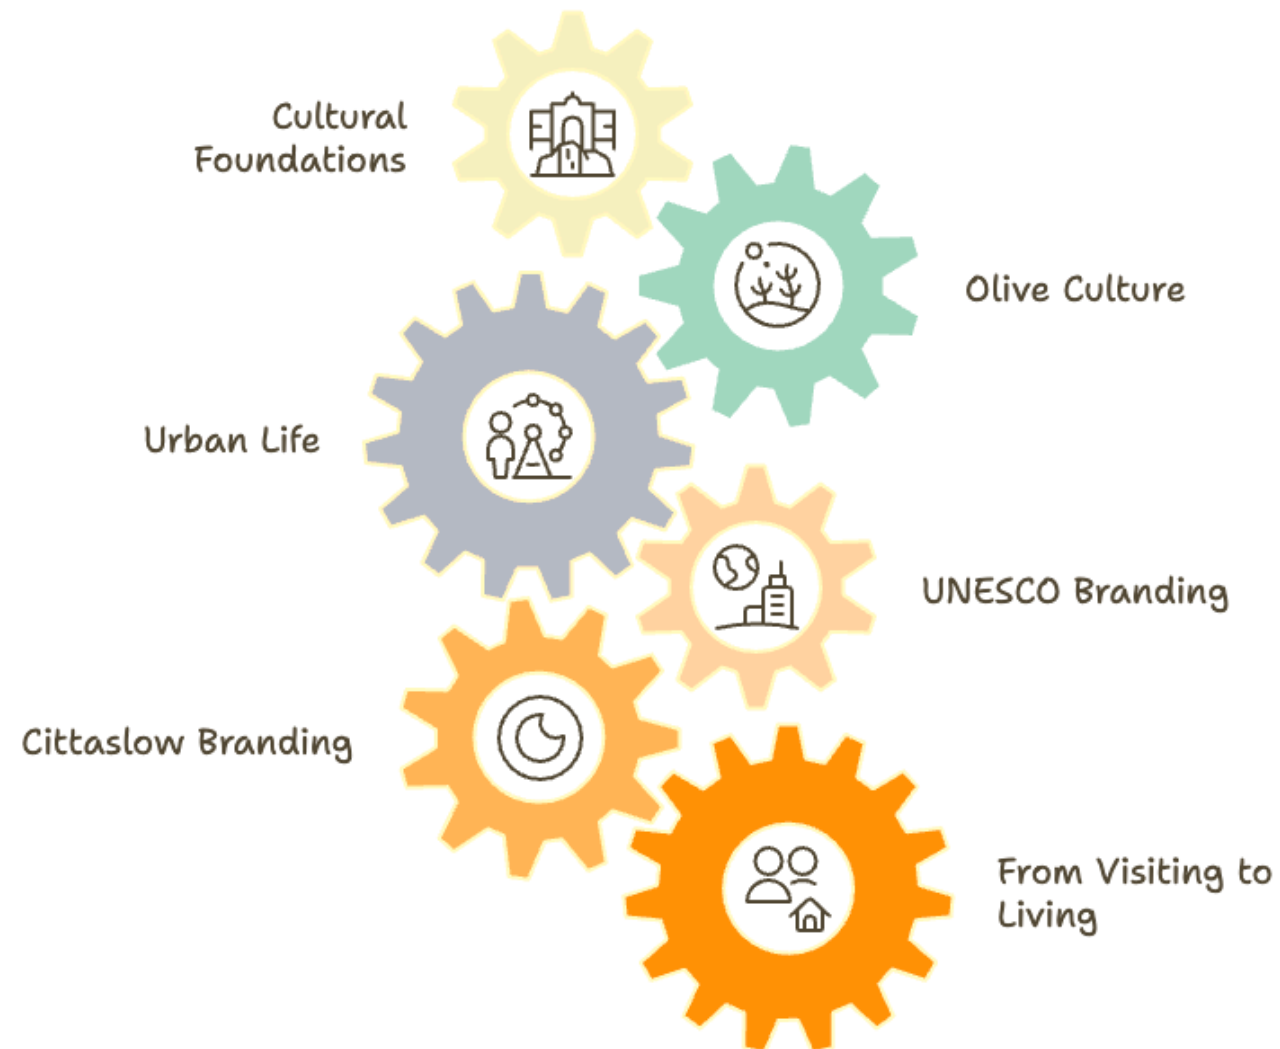 Cultural
Foundations
Olive Culture
Urban Life
UNESCO Branding
Cittaslow Branding
From Visiting to
Living